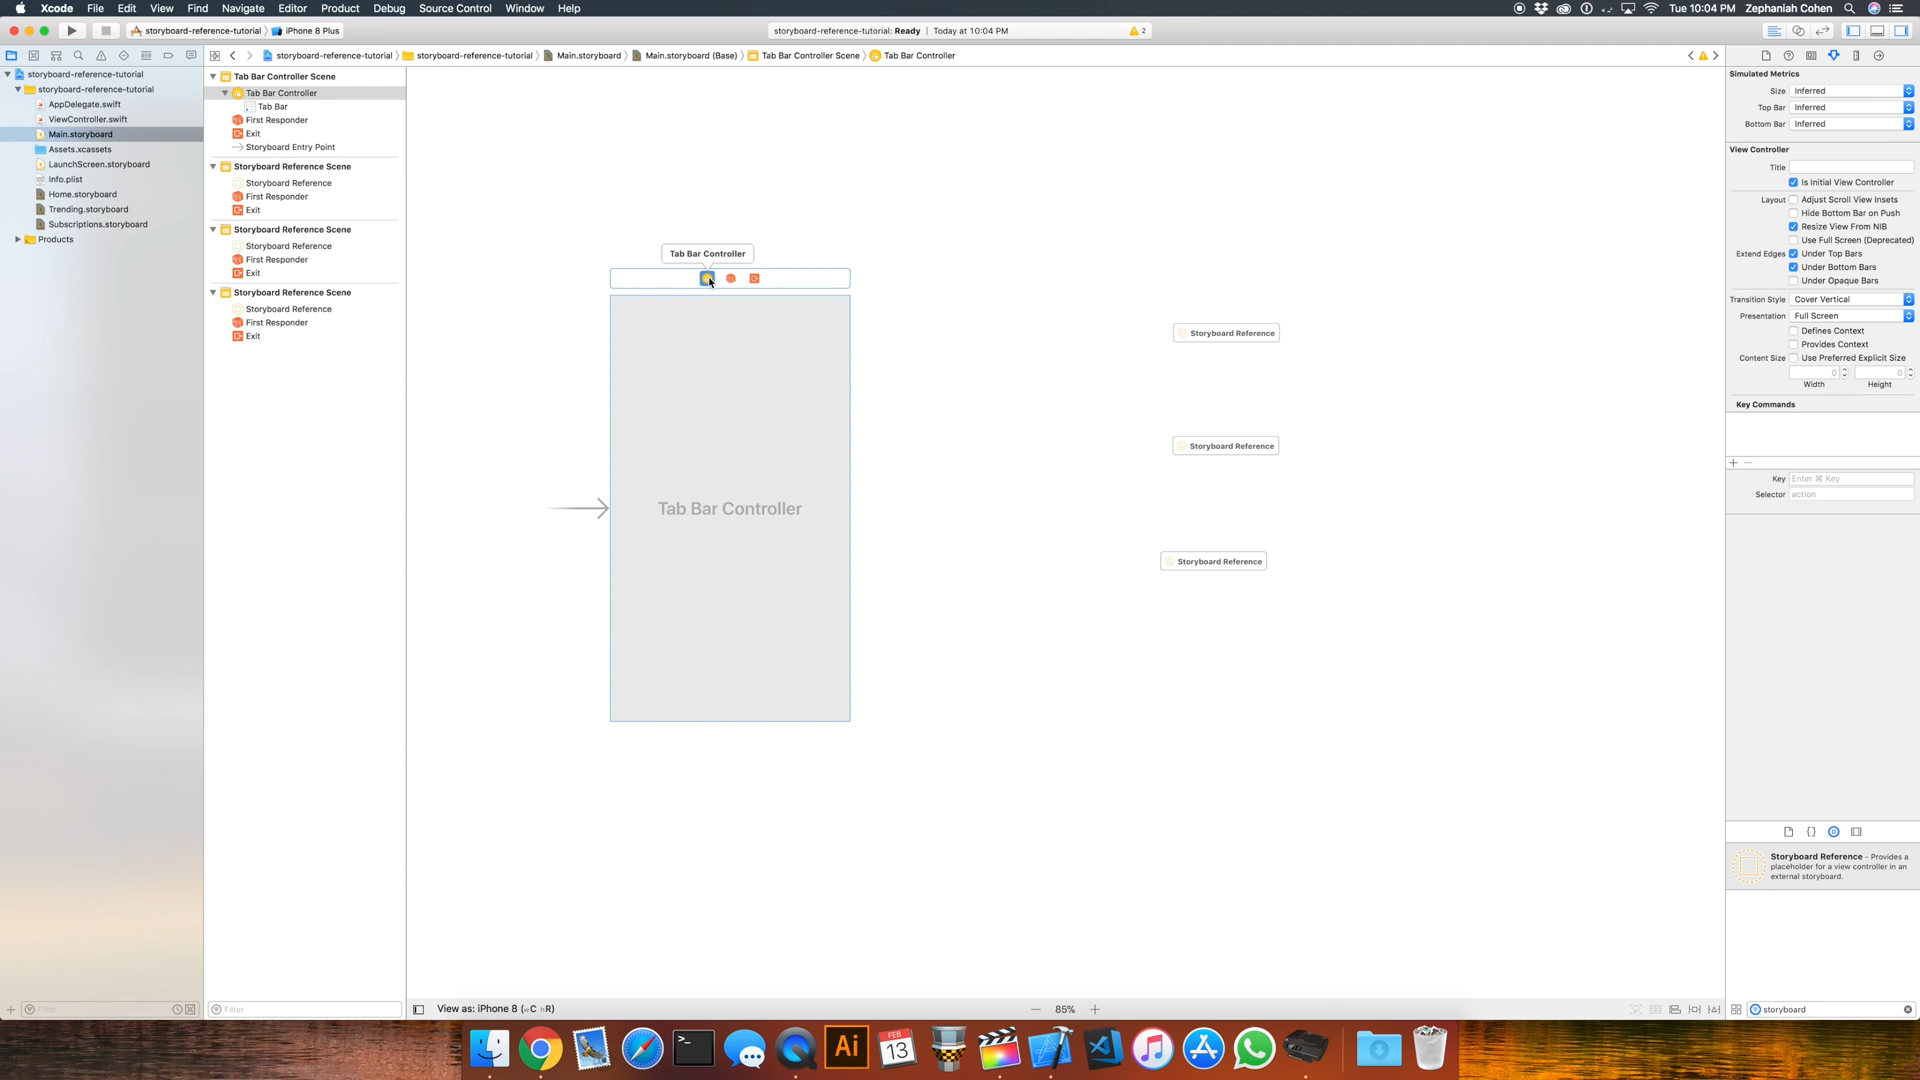 Xcode File Edit View Find Navigate Editor Product Debug Source Control Window Help Tue 10:04 PM Zephaniah Cohen
storyboard-reference-tutorial iPhone 8 Plus storyboard-reference-tutorial: Ready Today at 10:04 PM 2
storyboard-reference-tutorial storyboard-reference-tutorial Main.storyboard Main.storyboard (Base) Tab Bar Controller Scene Tab Bar Controller
storyboard-reference-tutorial
storyboard-reference-tutorial
AppDelegate.swift
ViewController.swift
Main.storyboard
Assets.xcassets
LaunchScreen.storyboard
Info.plist
Home.storyboard
Trending.storyboard
Subscriptions.storyboard
Products
Filter
Tab Bar Controller Scene
Tab Bar Controller
Tab Bar
First Responder
Exit
Storyboard Entry Point
Storyboard Reference Scene
Storyboard Reference
First Responder
Exit
Storyboard Reference Scene
Storyboard Reference
First Responder
Exit
Storyboard Reference Scene
Storyboard Reference
First Responder
Exit
Filter
Tab Bar Controller
Tab Bar Controller
Storyboard Reference
Storyboard Reference
Storyboard Reference
View as: iPhone 8 (wC hR)
85%
Simulated Metrics
Size Inferred
Top Bar Inferred
Bottom Bar Inferred
View Controller
Title
Is Initial View Controller
Layout Adjust Scroll View Insets
Hide Bottom Bar on Push
Resize View From NIB
Use Full Screen (Deprecated)
Extend Edges Under Top Bars
Under Bottom Bars
Under Opaque Bars
Transition Style Cover Vertical
Presentation Full Screen
Defines Context
Provides Context
Content Size Use Preferred Explicit Size
0 0
Width Height
Key Commands
Key Enter ⌘ Key
Selector action
Storyboard Reference - Provides a
placeholder for a view controller in an
external storyboard.
storyboard
Ai
FEB
13